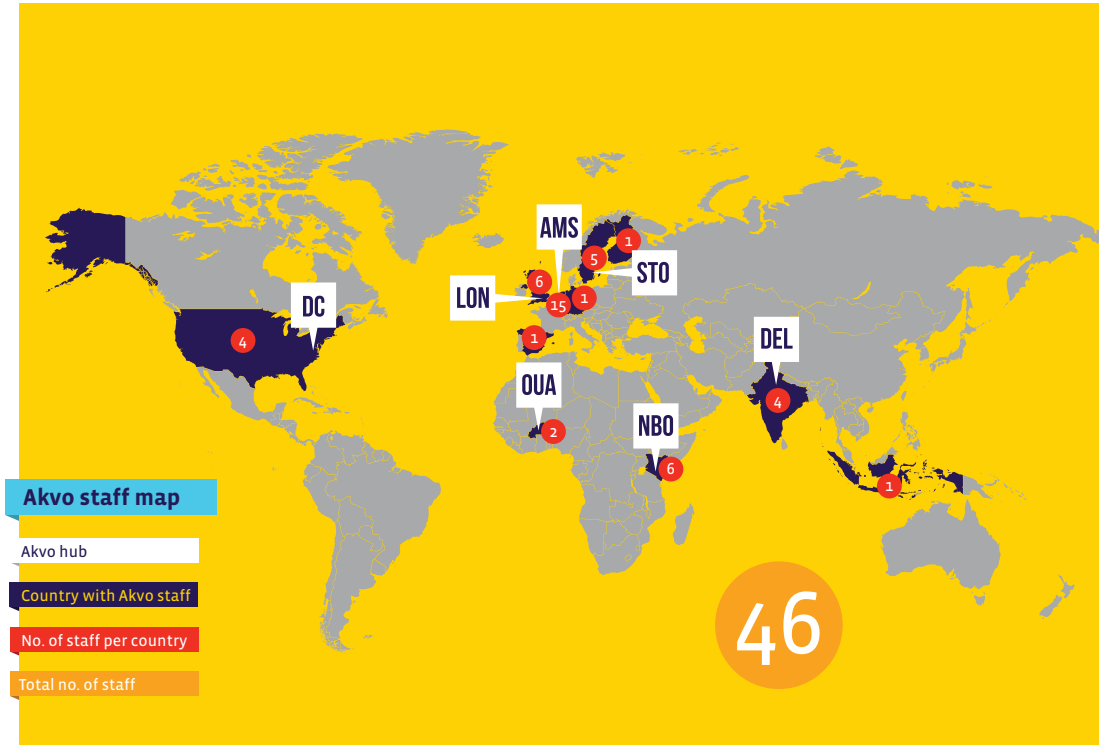 AMS
1
5
STO
6
LON
15
1
DC
4
1
DEL
OUA
4
NBO
2
6
1
Akvo staff map
Akvo hub
Country with Akvo staff
No. of staff per country
Total no. of staff
46